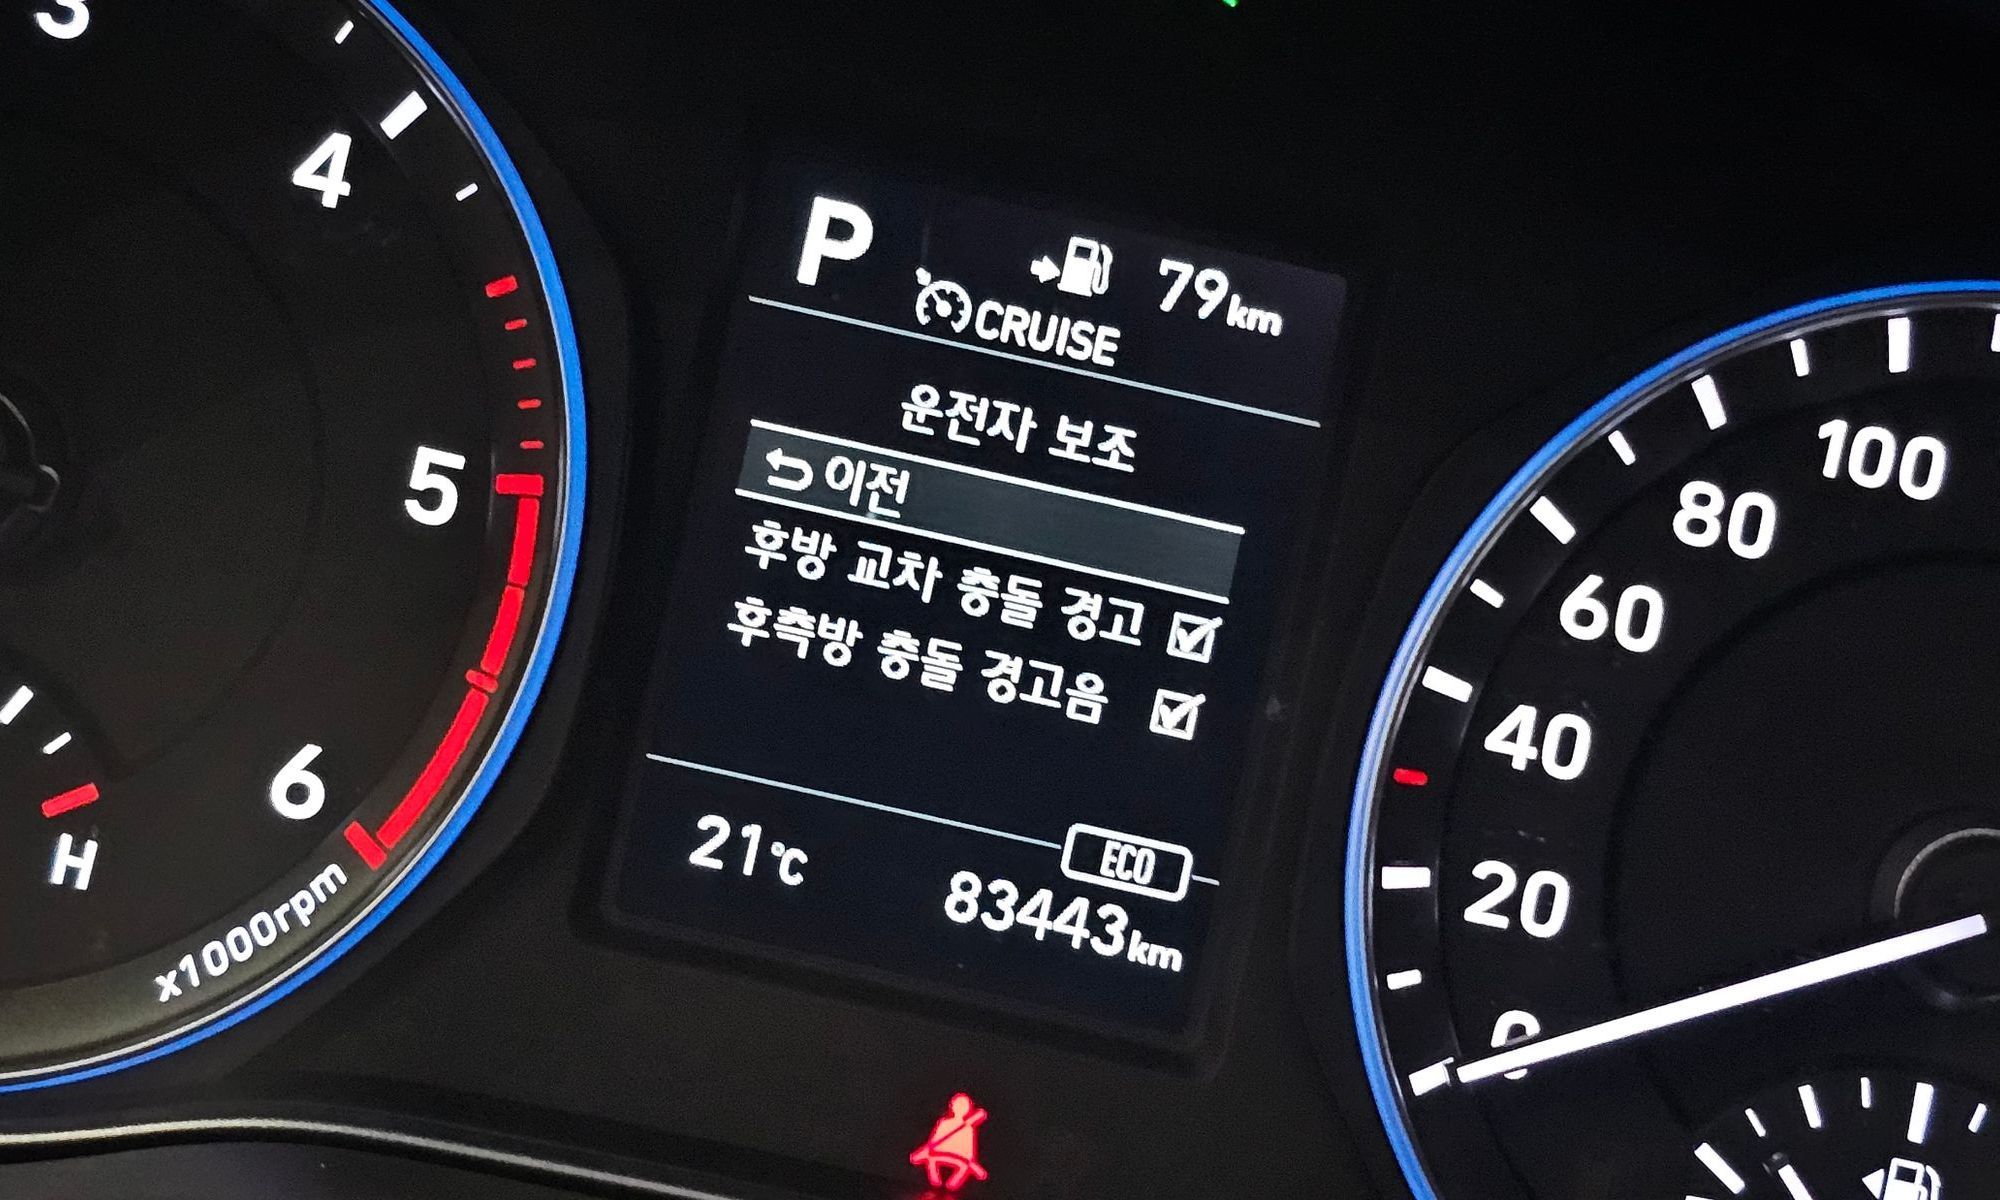 3
4
5
6
H
x1000rpm
P
79km
CRUISE
운전자 보조
이전
후방 교차 충돌 경고
후측방 충돌 경고음
ECO
21℃
83443km
100
80
60
40
20
0